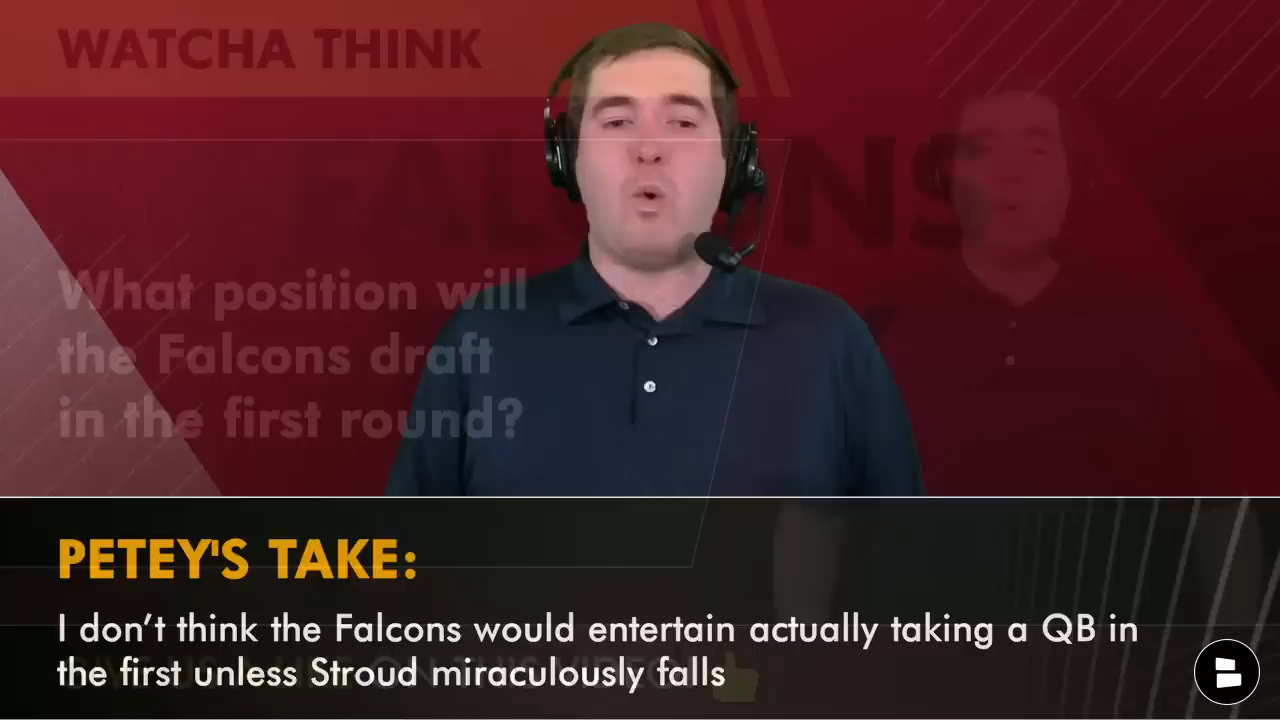 WATCHA THINK
FALCONS
What position will
the Falcons draft
in the first round?
PETEY'S TAKE:
I don't think the Falcons would entertain actually taking a QB in
the first unless Stroud miraculously falls